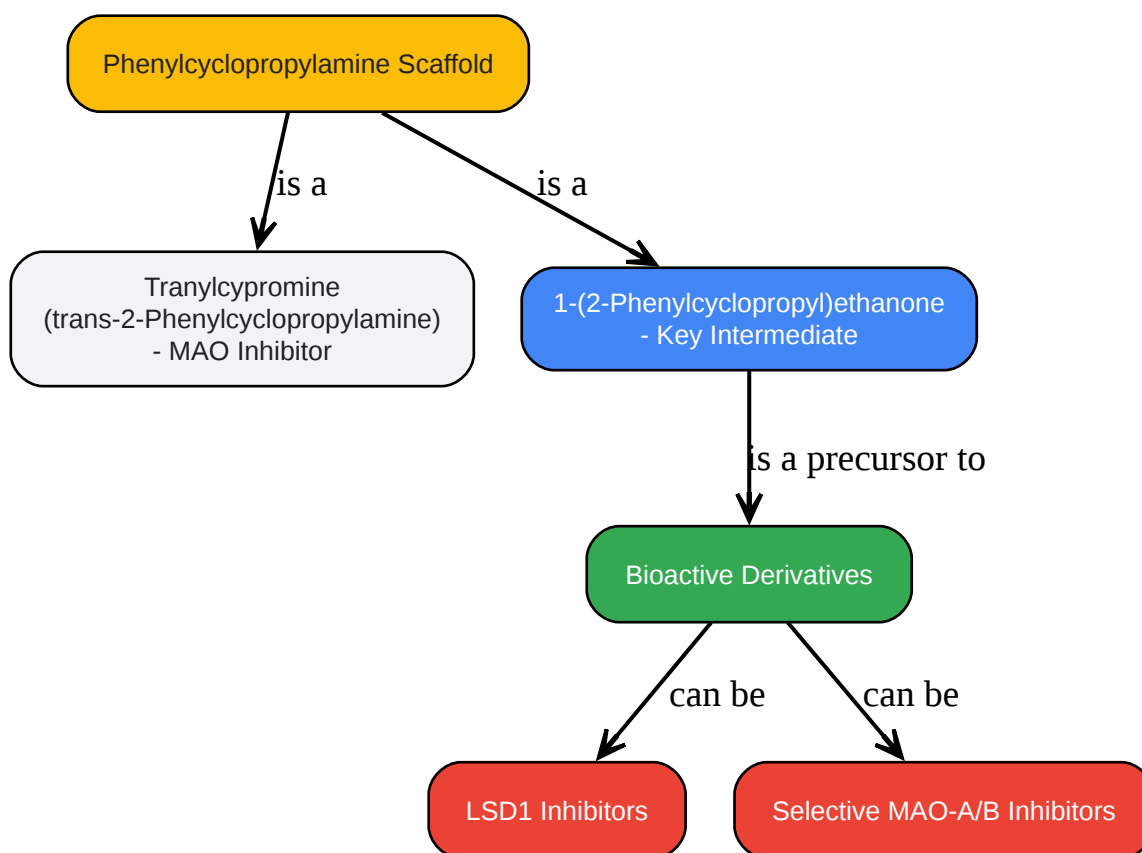 Phenylcyclopropylamine Scaffold
is a
is a
Tranylcypromine
(trans-2-Phenylcyclopropylamine)
- MAO Inhibitor
1-(2-Phenylcyclopropyl)ethanone
- Key Intermediate
is a precursor to
Bioactive Derivatives
can be
can be
LSD1 Inhibitors
Selective MAO-A/B Inhibitors